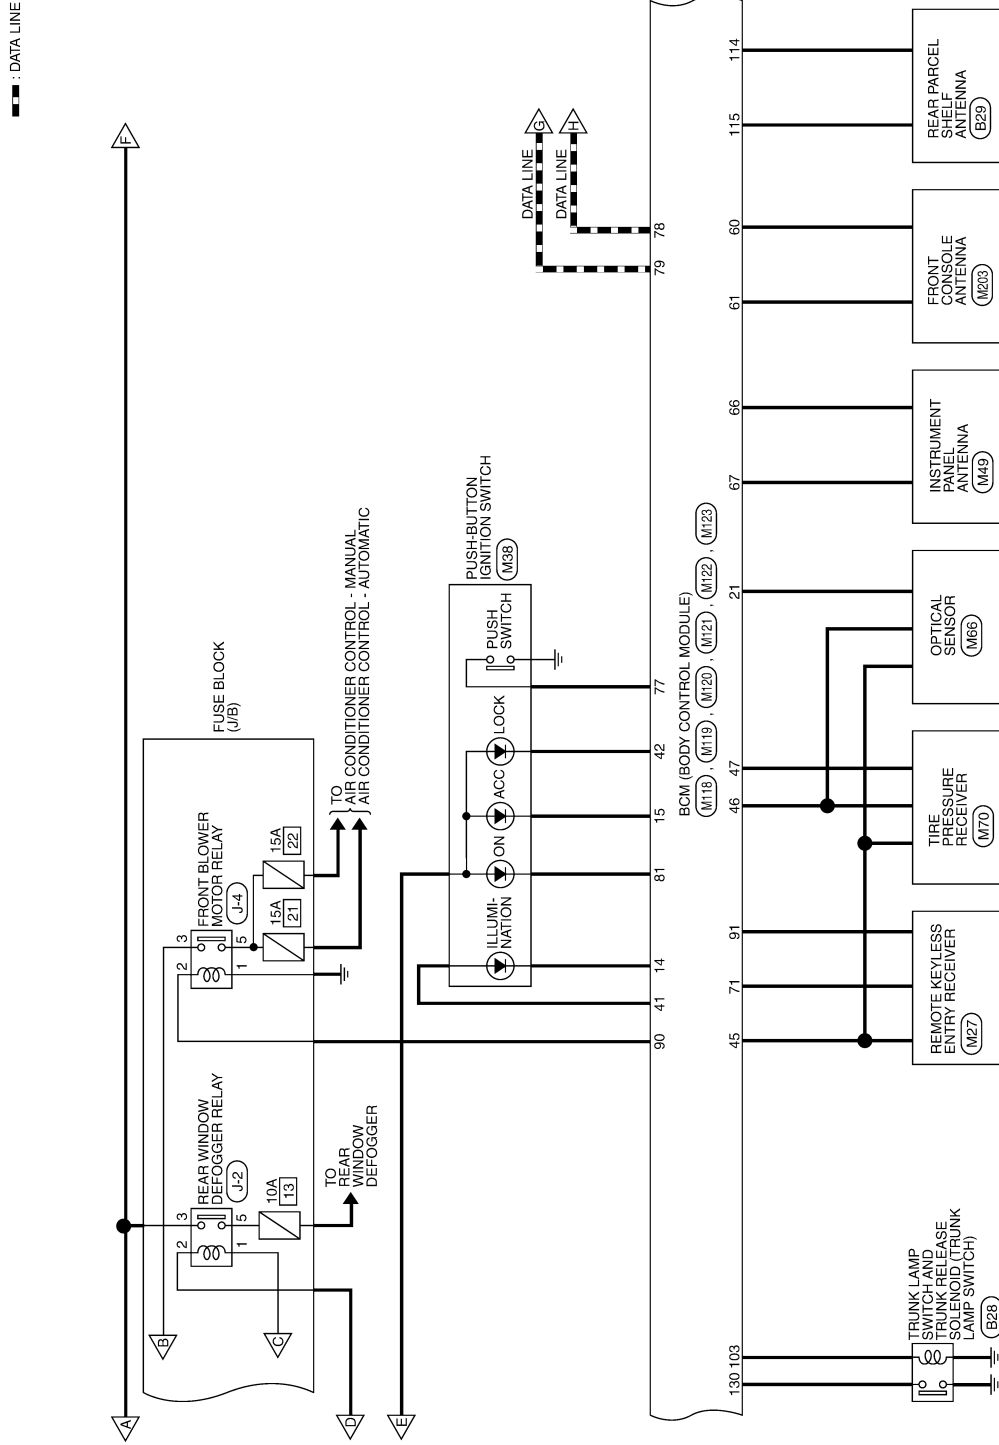 : DATA LINE
A
F
FUSE BLOCK
(J/B)
REAR WINDOW
DEFOGGER RELAY
J-2
3
5
2
1
10A
13
TO
REAR
WINDOW
DEFOGGER
B
C
D
E
FRONT BLOWER
MOTOR RELAY
J-4
3
5
2
1
15A
21
15A
22
TO
AIR CONDITIONER CONTROL - MANUAL
AIR CONDITIONER CONTROL - AUTOMATIC
PUSH-BUTTON
IGNITION SWITCH
M38
ILLUMI-
NATION
ON
ACC
LOCK
PUSH
SWITCH
DATA LINE
G
DATA LINE
H
90
41
14
81
15
42
77
79
78
BCM (BODY CONTROL MODULE)
M118 , M119 , M120 , M121 , M122 , M123
130
103
45
71
91
46
47
21
67
66
61
60
115
114
TRUNK LAMP
SWITCH AND
TRUNK RELEASE
SOLENOID (TRUNK
LAMP SWITCH)
B28
REMOTE KEYLESS
ENTRY RECEIVER
M27
TIRE
PRESSURE
RECEIVER
M70
OPTICAL
SENSOR
M66
INSTRUMENT
PANEL
ANTENNA
M49
FRONT
CONSOLE
ANTENNA
M203
REAR PARCEL
SHELF
ANTENNA
B29